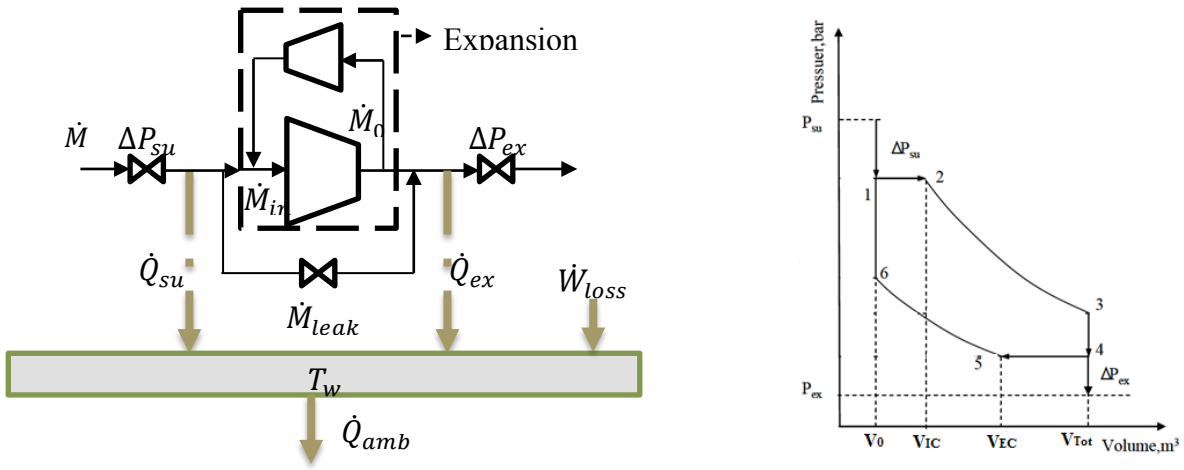 Expansion
Ṁ
ΔP_su
Ṁ_0
ΔP_ex
Ṁ_in
Q̇_su
Q̇_ex
Ẇ_loss
Ṁ_leak
T_w
Q̇_amb
Pressuer,bar
P_su
ΔP_su
1
2
6
3
5
4
ΔP_ex
P_ex
V0
VIC
VEC
VTot
Volume,m³